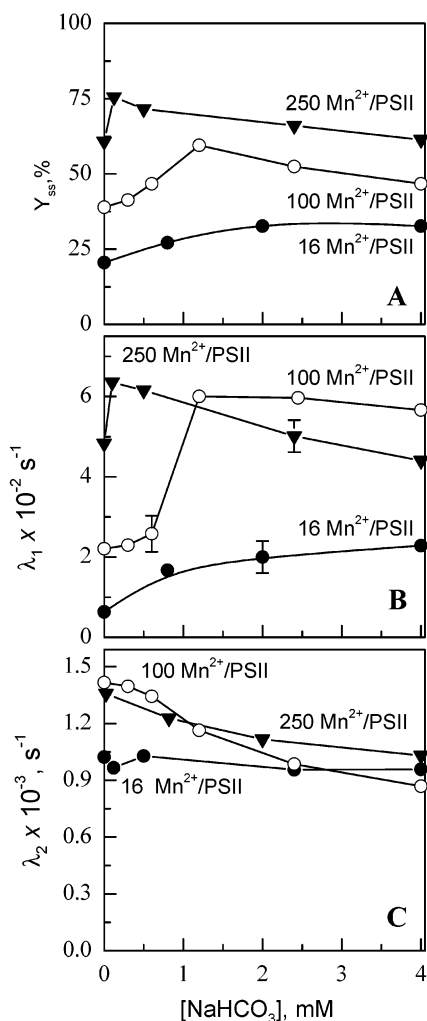 100
75
50
25
0
Y_ss, %
250 Mn²⁺/PSII
100 Mn²⁺/PSII
16 Mn²⁺/PSII
A
6
4
2
0
λ₁ x 10⁻² s⁻¹
250 Mn²⁺/PSII
100 Mn²⁺/PSII
16 Mn²⁺/PSII
B
1.5
1.2
0.9
0.6
0.3
0.0
λ₂ x 10⁻³, s⁻¹
100 Mn²⁺/PSII
250 Mn²⁺/PSII
16 Mn²⁺/PSII
C
0 1 2 3 4
[NaHCO₃], mM